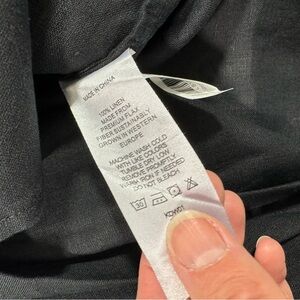 MADE IN CHINA
100% LINEN
MADE FROM
PREMIUM FLAX
FIBER SUSTAINABLY
GROWN IN WESTERN
EUROPE
MACHINE WASH COLD
WITH LIKE COLORS
TUMBLE DRY LOW
REMOVE PROMPTLY
WARM IRON IF NEEDED
DO NOT BLEACH
30